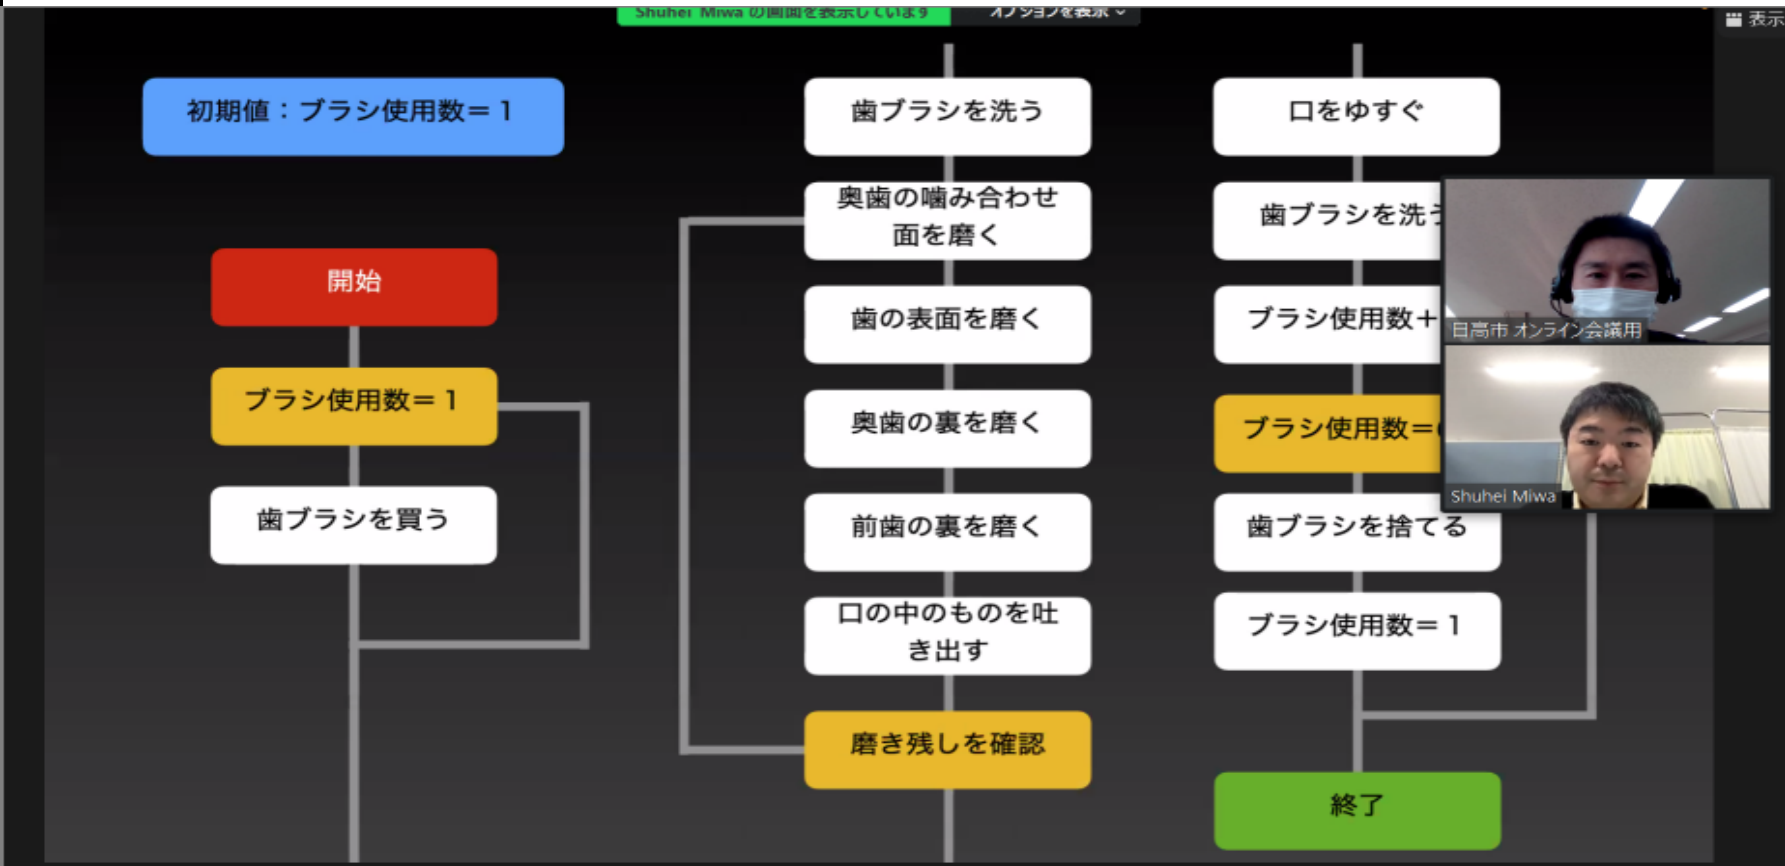 Shuhei Miwa の画面を表示しています
オプションを表示
表示
初期値：ブラシ使用数＝１
開始
ブラシ使用数＝１
歯ブラシを買う
歯ブラシを洗う
奥歯の噛み合わせ
面を磨く
歯の表面を磨く
奥歯の裏を磨く
前歯の裏を磨く
口の中のものを吐
き出す
磨き残しを確認
口をゆすぐ
歯ブラシを洗う
ブラシ使用数＋
ブラシ使用数＝
歯ブラシを捨てる
ブラシ使用数＝１
終了
日高市 オンライン会議用
Shuhei Miwa